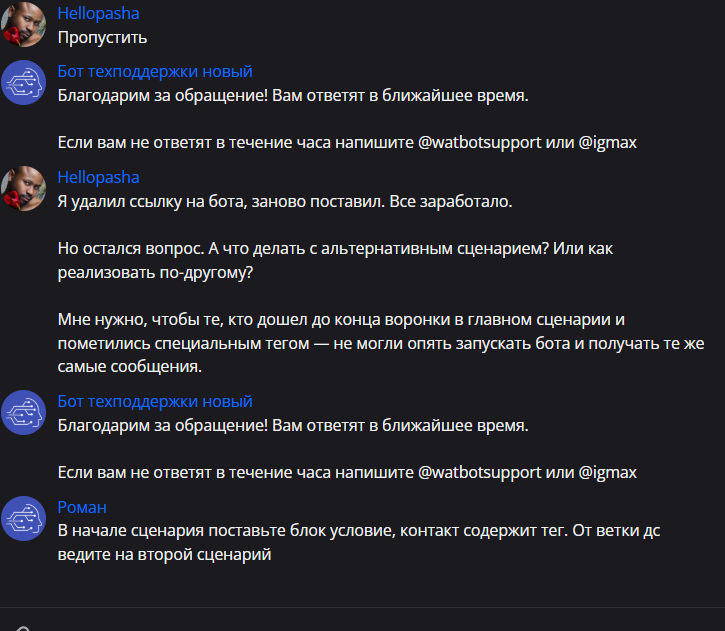 Hellopasha
Пропустить
Бот техподдержки новый
Благодарим за обращение! Вам ответят в ближайшее время.
Если вам не ответят в течение часа напишите @watbotsupport или @igmax
Hellopasha
Я удалил ссылку на бота, заново поставил. Все заработало.
Но остался вопрос. А что делать с альтернативным сценарием? Или как
реализовать по-другому?
Мне нужно, чтобы те, кто дошел до конца воронки в главном сценарии и
пометились специальным тегом — не могли опять запускать бота и получать те же
самые сообщения.
Бот техподдержки новый
Благодарим за обращение! Вам ответят в ближайшее время.
Если вам не ответят в течение часа напишите @watbotsupport или @igmax
Роман
В начале сценария поставьте блок условие, контакт содержит тег. От ветки дс
ведите на второй сценарий